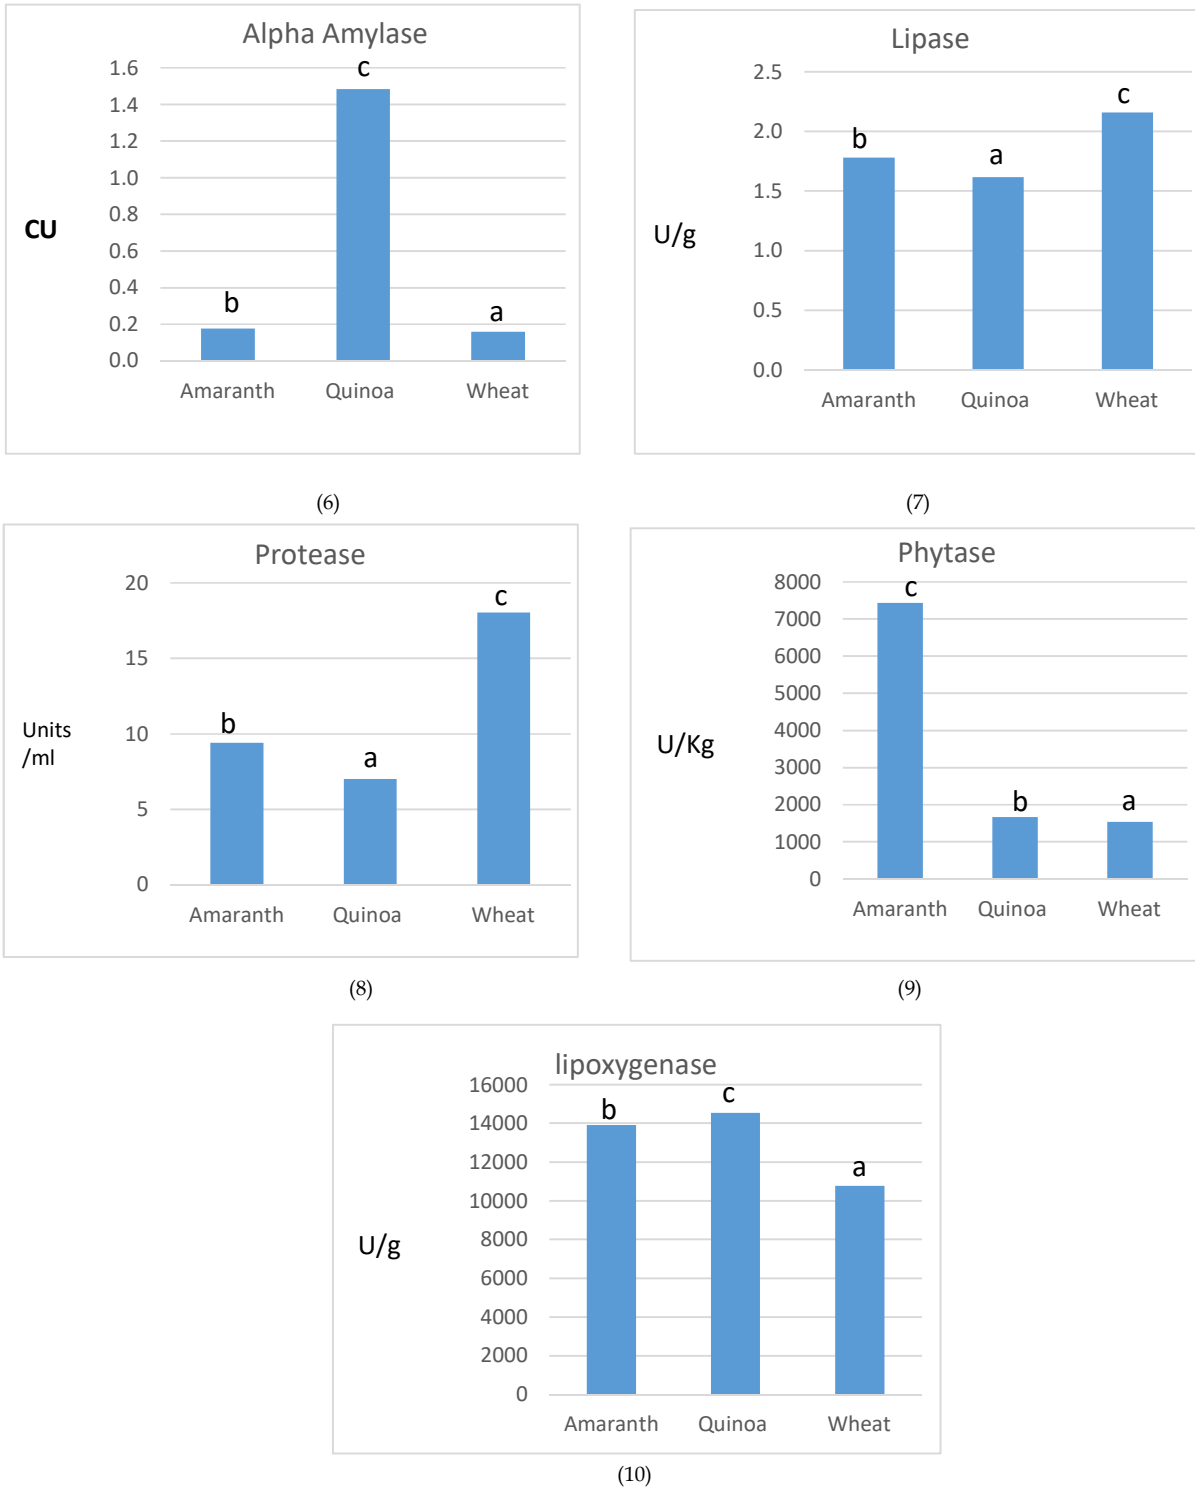 Alpha Amylase
1.6
1.4
1.2
1.0
0.8
0.6
0.4
0.2
0.0
CU
b
c
a
Amaranth Quinoa Wheat
(6)
Lipase
2.5
2.0
1.5
1.0
0.5
0.0
U/g
b
a
c
Amaranth Quinoa Wheat
(7)
Protease
20
15
10
5
0
Units
/ml
b
a
c
Amaranth Quinoa Wheat
(8)
Phytase
8000
7000
6000
5000
4000
3000
2000
1000
0
U/Kg
c
b
a
Amaranth Quinoa Wheat
(9)
lipoxygenase
16000
14000
12000
10000
8000
6000
4000
2000
0
U/g
b
c
a
Amaranth Quinoa Wheat
(10)